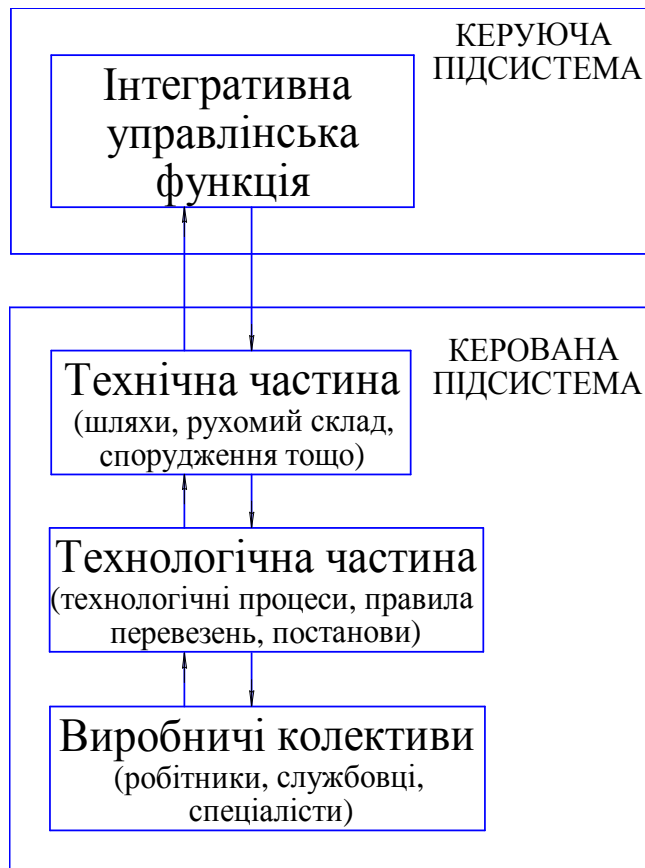 КЕРУЮЧА
ПІДСИСТЕМА
Інтегративна
управлінська
функція
КЕРОВАНА
ПІДСИСТЕМА
Технічна частина
(шляхи, рухомий склад,
спорудження тощо)
Технологічна частина
(технологічні процеси, правила
перевезень, постанови)
Виробничі колективи
(робітники, службовці,
спеціалісти)